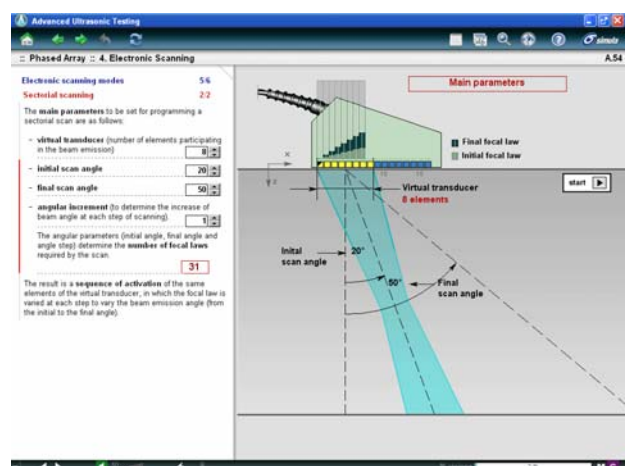 Advanced Ultrasonic Testing
simutc
:: Phased Array :: 4. Electronic Scanning
A.54
Electronic scanning modes 5/6
Sectorial scanning 2/2
The main parameters to be set for programming a
sectorial scan are as follows:
– virtual transducer (number of elements participating
in the beam emission)
8
– initial scan angle 20
– final scan angle 50
– angular increment (to determine the increase of
beam angle at each step of scanning).
1
The angular parameters (initial angle, final angle and
angle step) determine the number of focal laws
required by the scan.
31
The result is a sequence of activation of the same
elements of the virtual transducer, in which the focal law is
varied at each step to vary the beam emission angle (from
the initial to the final angle).
Main parameters
Final focal law
Initial focal law
x
z
Virtual transducer
8 elements
start
Inital
scan angle
20°
50°
Final
scan angle